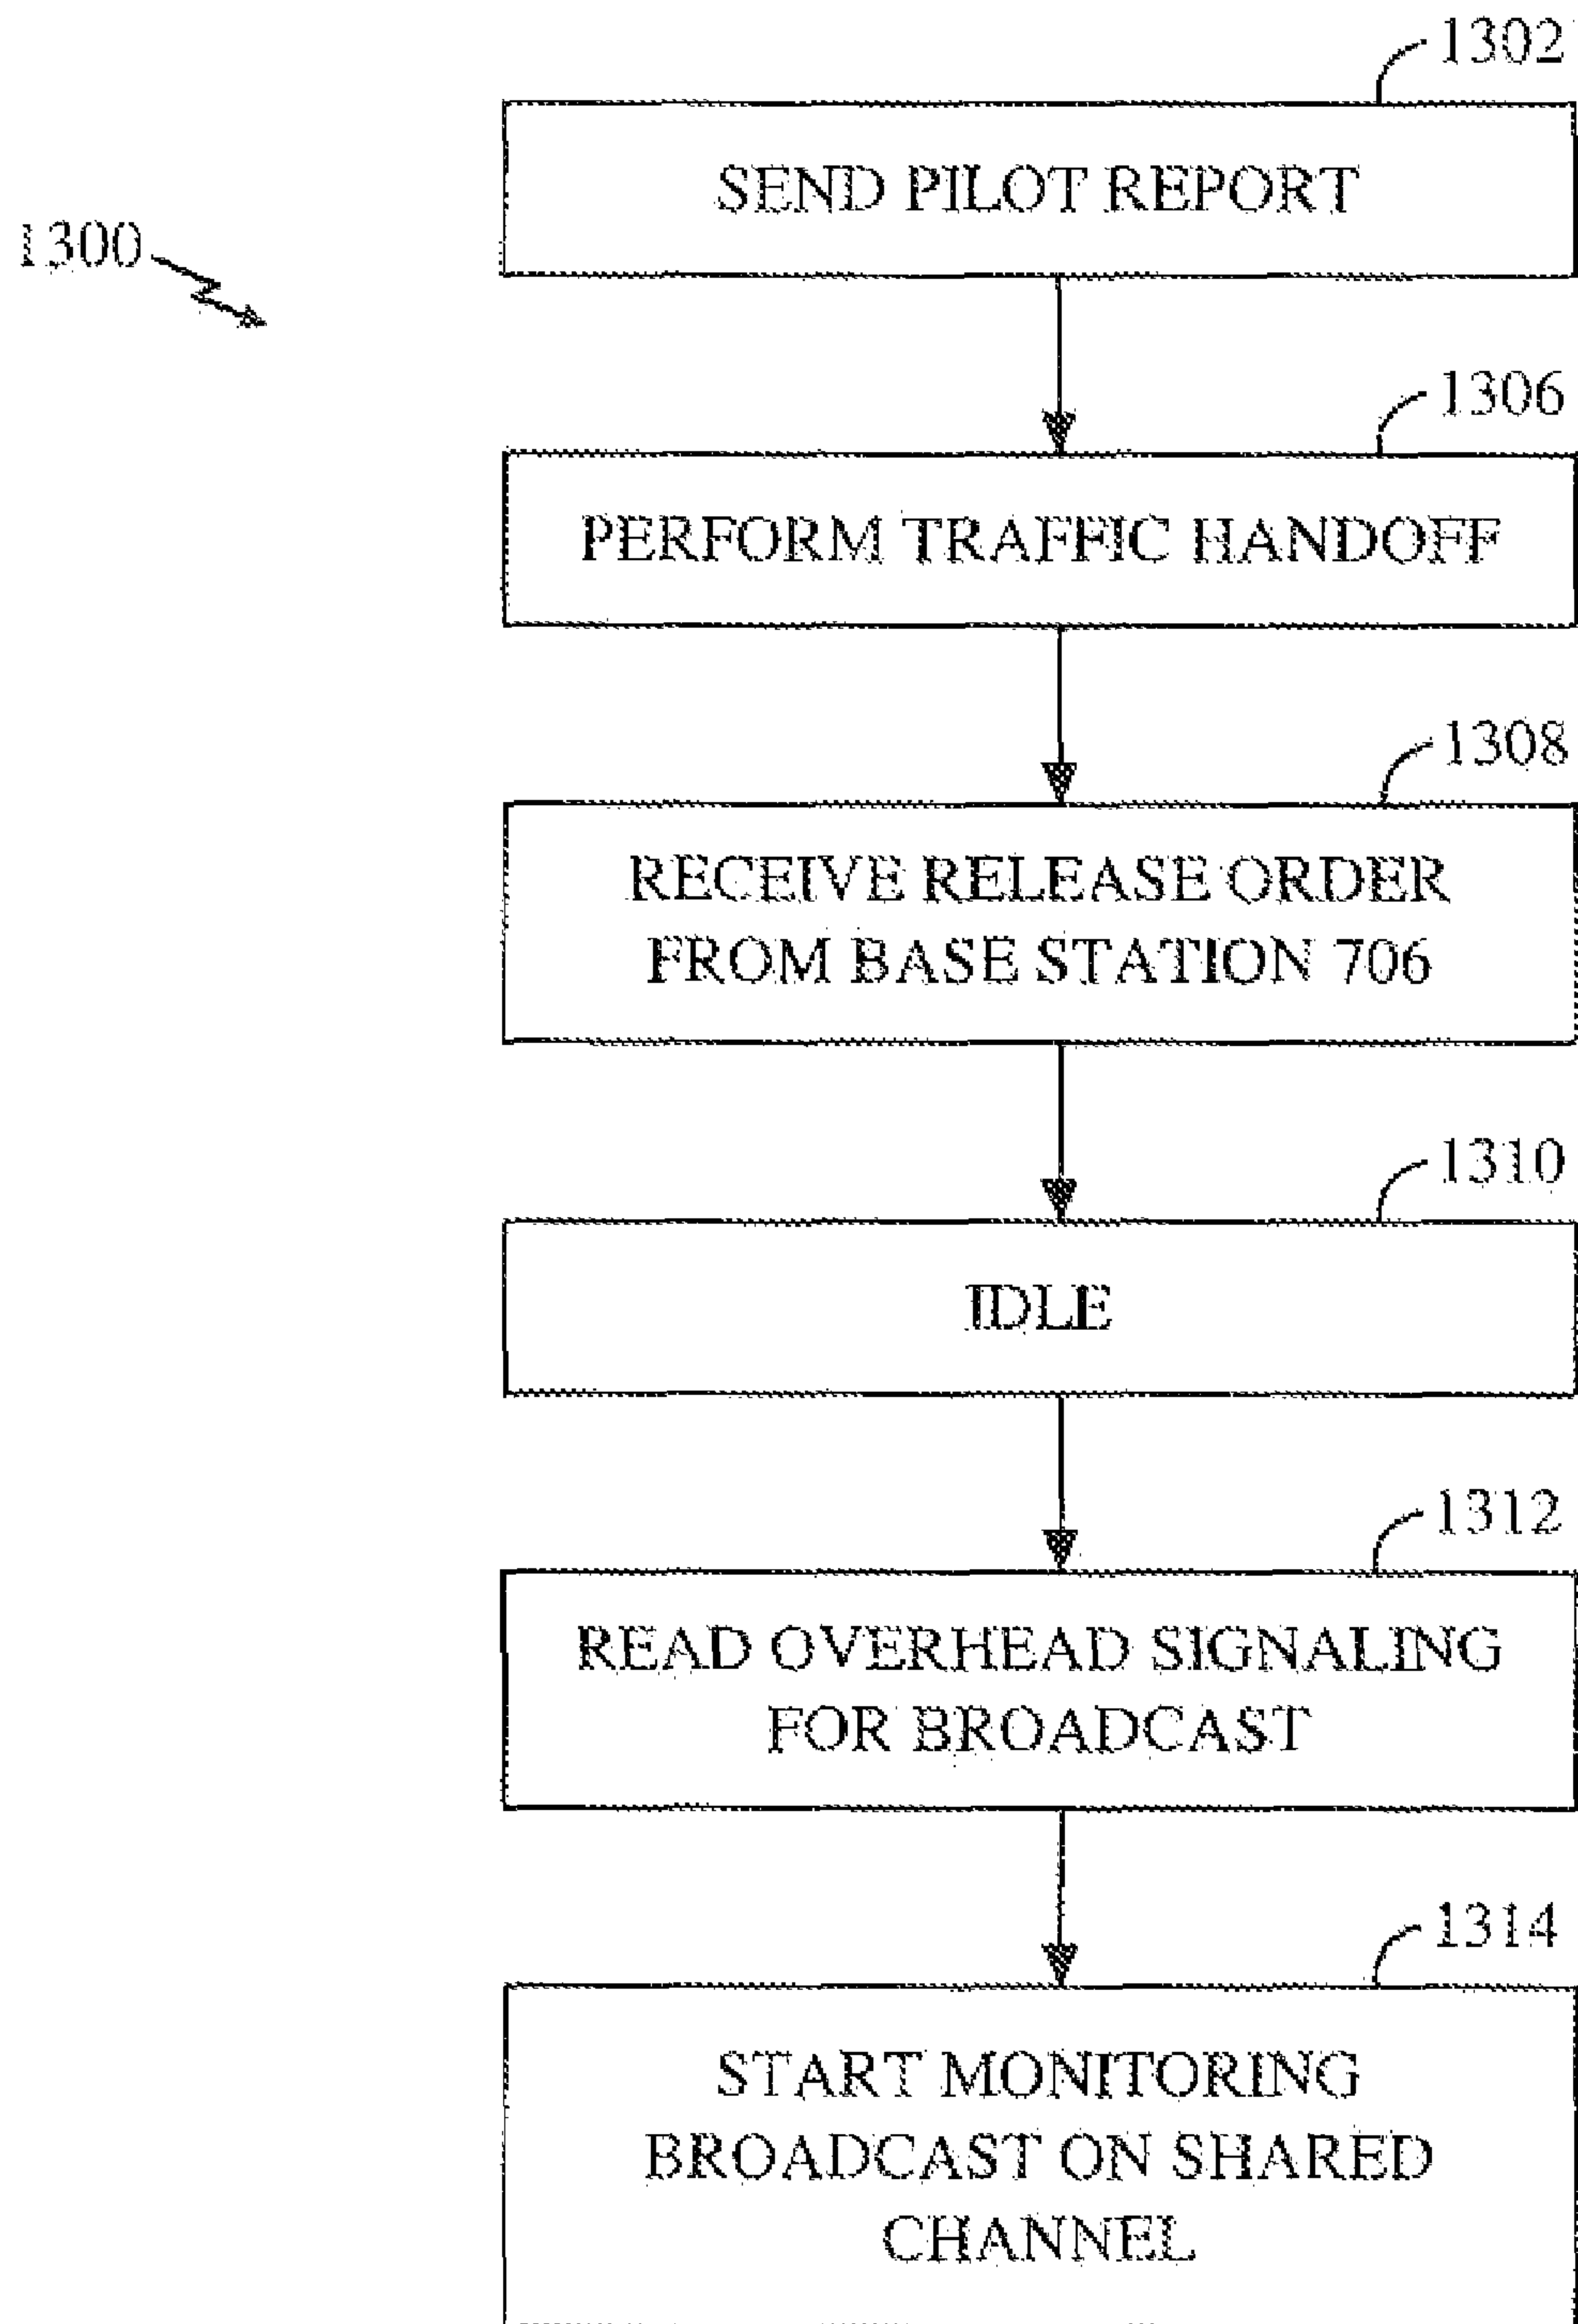 1302
SEND PILOT REPORT
1300
1306
PERFORM TRAFFIC HANDOFF
1308
RECEIVE RELEASE ORDER
FROM BASE STATION 706
1310
IDLE
1312
READ OVERHEAD SIGNALING
FOR BROADCAST
1314
START MONITORING
BROADCAST ON SHARED
CHANNEL